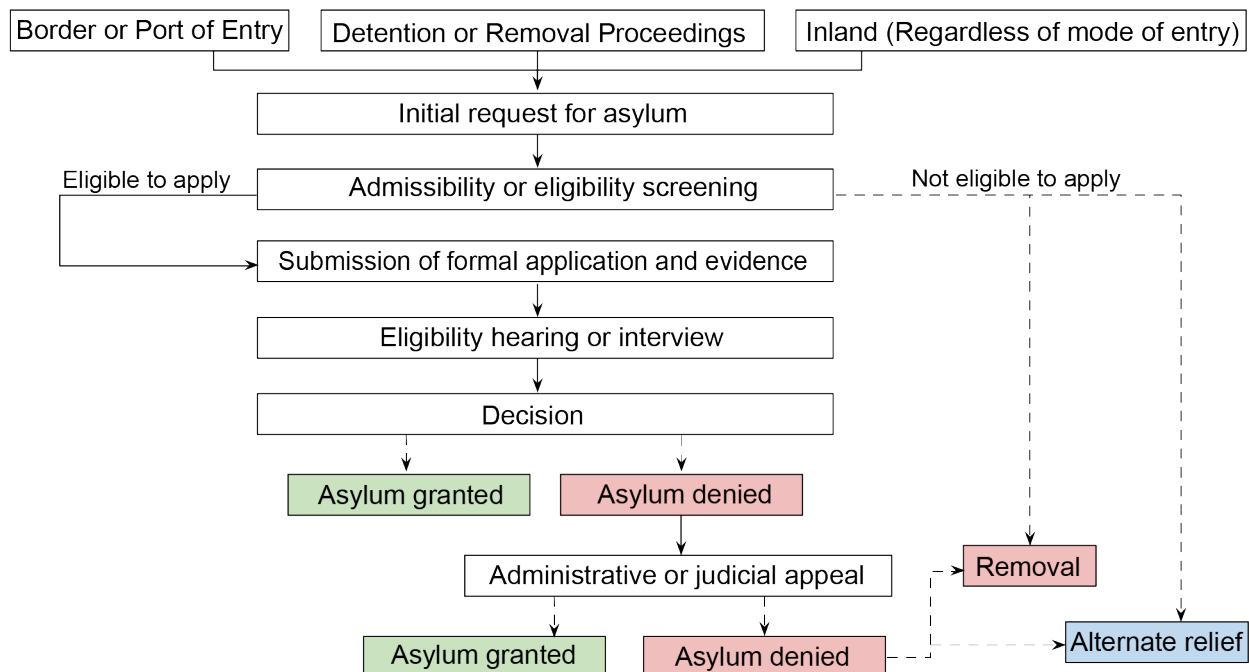 Border or Port of Entry
Detention or Removal Proceedings
Inland (Regardless of mode of entry)
Initial request for asylum
Eligible to apply
Admissibility or eligibility screening
Not eligible to apply
Submission of formal application and evidence
Eligibility hearing or interview
Decision
Asylum granted
Asylum denied
Administrative or judicial appeal
Removal
Asylum granted
Asylum denied
Alternate relief